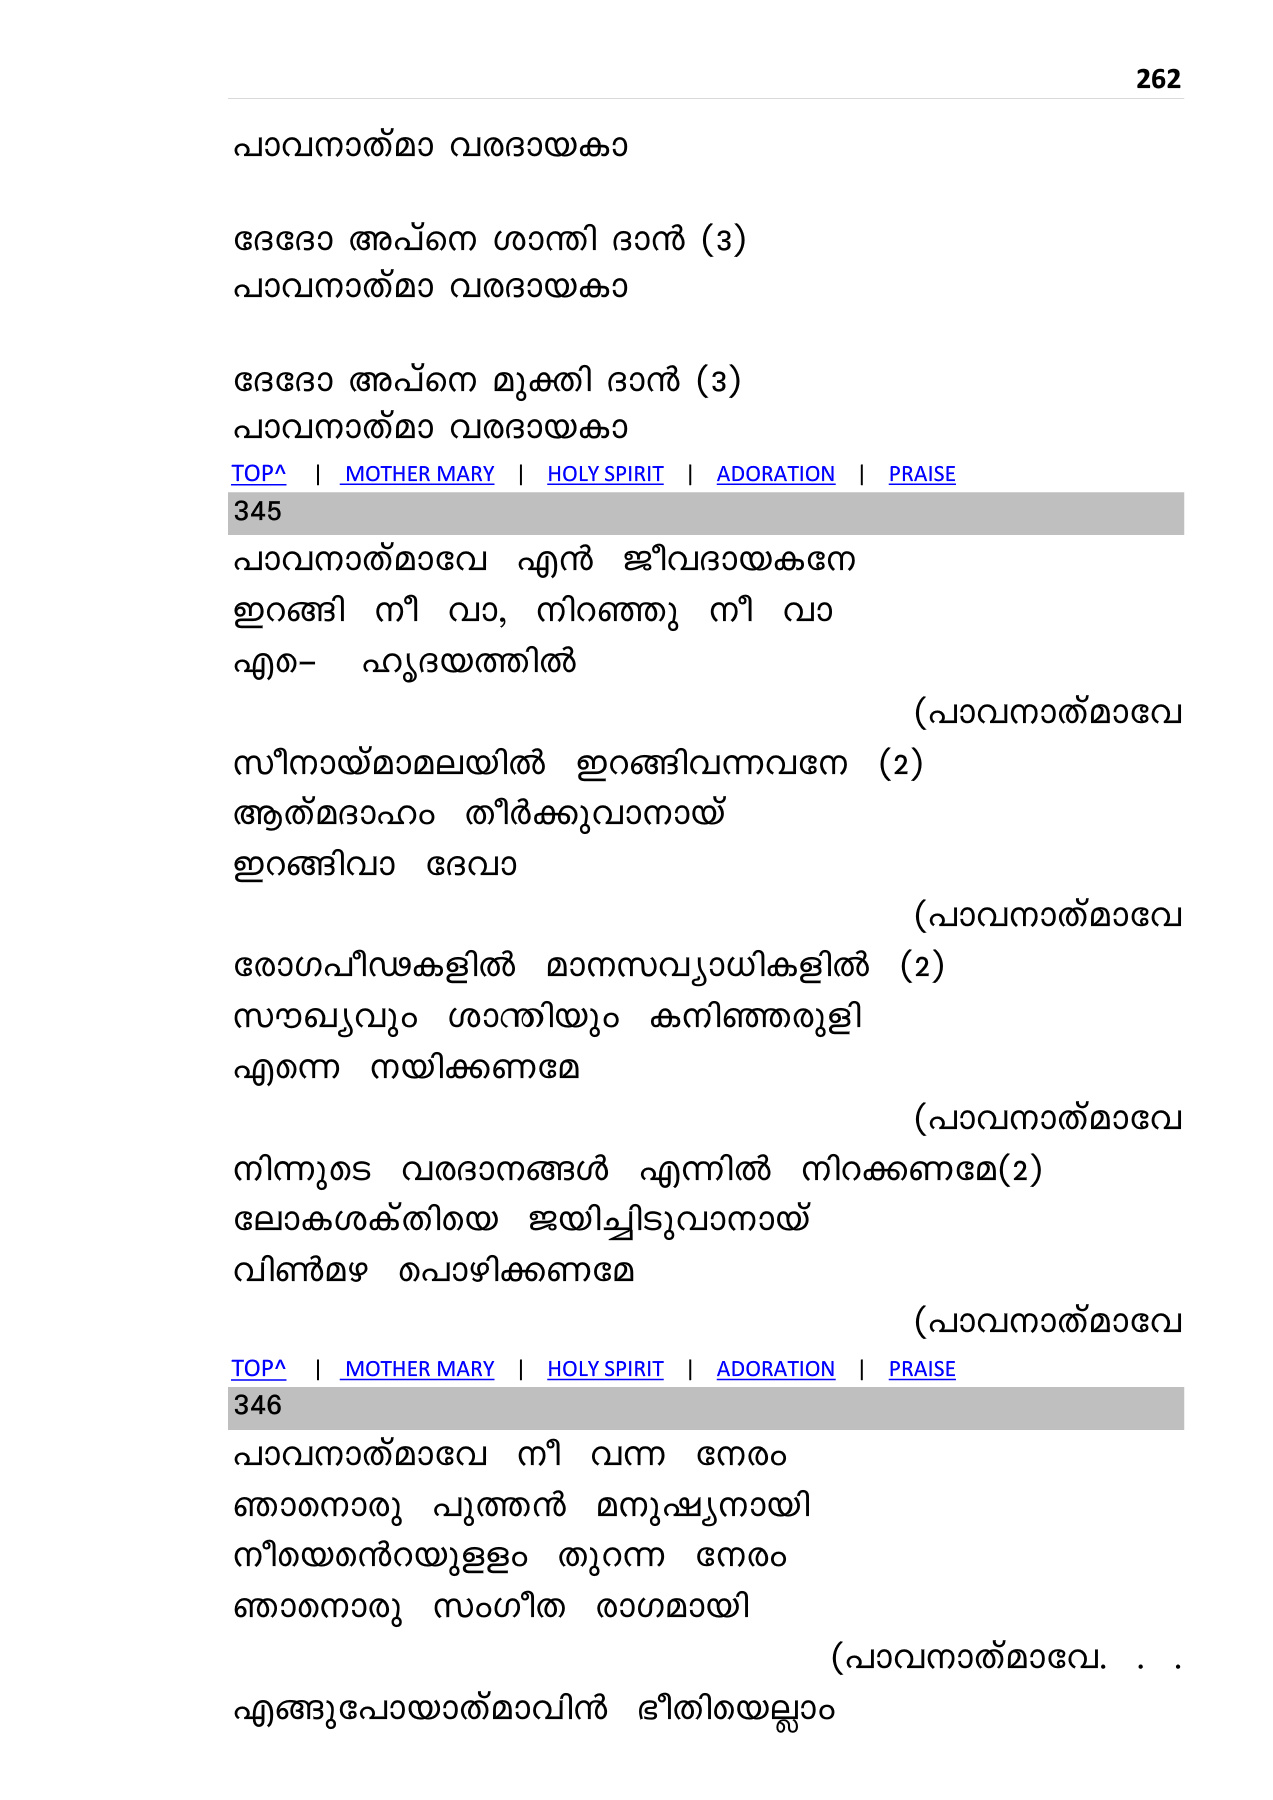 262
പാവനാത്‌മാ വരദായകാ
ദേദോ അപ്‌നെ ശാന്തി ദാൻ (3)
പാവനാത്‌മാ വരദായകാ
ദേദോ അപ്‌നെ മുക്തി ദാൻ (3)
പാവനാത്‌മാ വരദായകാ
TOP^ | MOTHER MARY | HOLY SPIRIT | ADORATION | PRAISE
345
പാവനാത്‌മാവേ എൻ ജീവദായകനേ
ഇറങ്ങി നീ വാ, നിറഞ്ഞു നീ വാ
എെ– ഹൃദയത്തിൽ
(പാവനാത്‌മാവേ
സീനായ്‌മാമലയിൽ ഇറങ്ങിവന്നവനേ (2)
ആത്‌മദാഹം തീർക്കുവാനായ്
ഇറങ്ങിവാ ദേവാ
(പാവനാത്‌മാവേ
രോഗപീഢകളിൽ മാനസവ്യാധികളിൽ (2)
സൗഖ്യവും ശാന്തിയും കനിഞ്ഞരുളി
എന്നെ നയിക്കണമേ
(പാവനാത്‌മാവേ
നിന്നുടെ വരദാനങ്ങൾ എന്നിൽ നിറക്കണമേ(2)
ലോകശക്‌തിയെ ജയിച്ചിടുവാനായ്
വിൺമഴ പൊഴിക്കണമേ
(പാവനാത്‌മാവേ
TOP^ | MOTHER MARY | HOLY SPIRIT | ADORATION | PRAISE
346
പാവനാത്‌മാവേ നീ വന്ന നേരം
ഞാനൊരു പുത്തൻ മനുഷ്യനായി
നീയെൻെറയുളളം തുറന്ന നേരം
ഞാനൊരു സംഗീത രാഗമായി
(പാവനാത്‌മാവേ. . .
എങ്ങുപോയാത്‌മാവിൻ ഭീതിയെല്ലാം